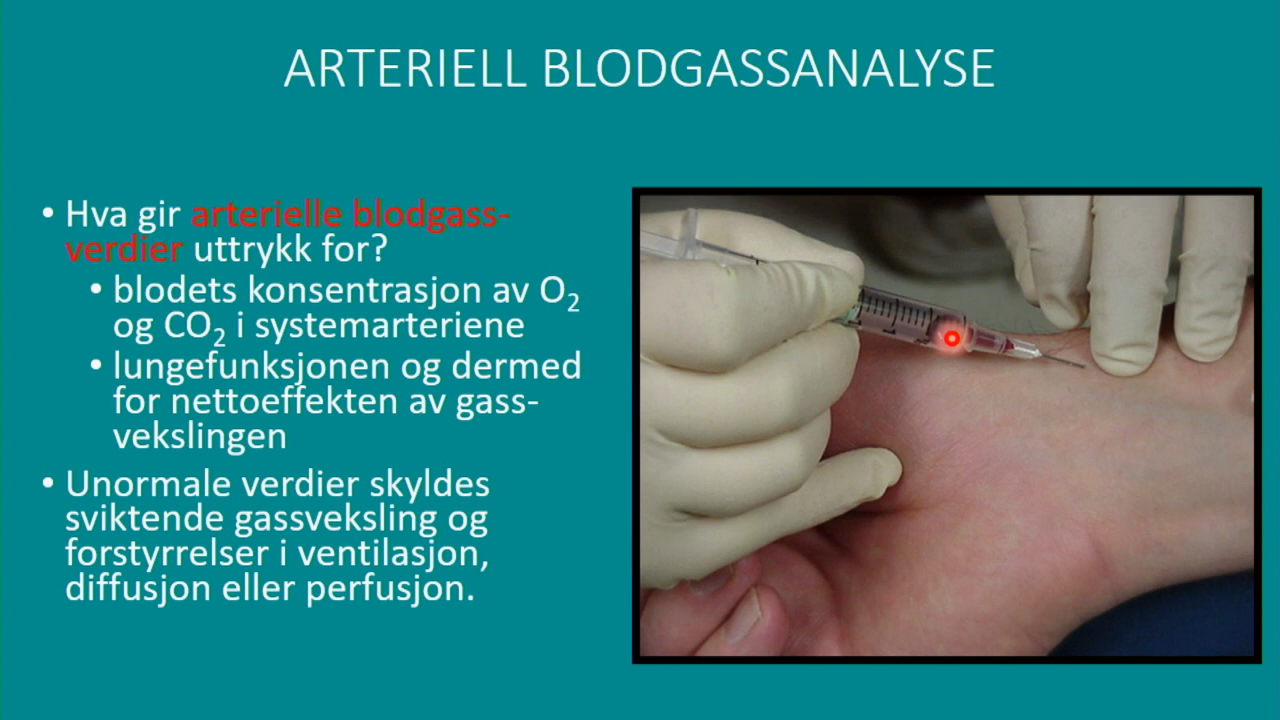 ARTERIELL BLODGASSANALYSE
• Hva gir arterielle blodgass-
verdier uttrykk for?
• blodets konsentrasjon av O₂
og CO₂ i systemarteriene
• lungefunksjonen og dermed
for nettoeffekten av gass-
vekslingen
• Unormale verdier skyldes
sviktende gassveksling og
forstyrrelser i ventilasjon,
diffusjon eller perfusjon.